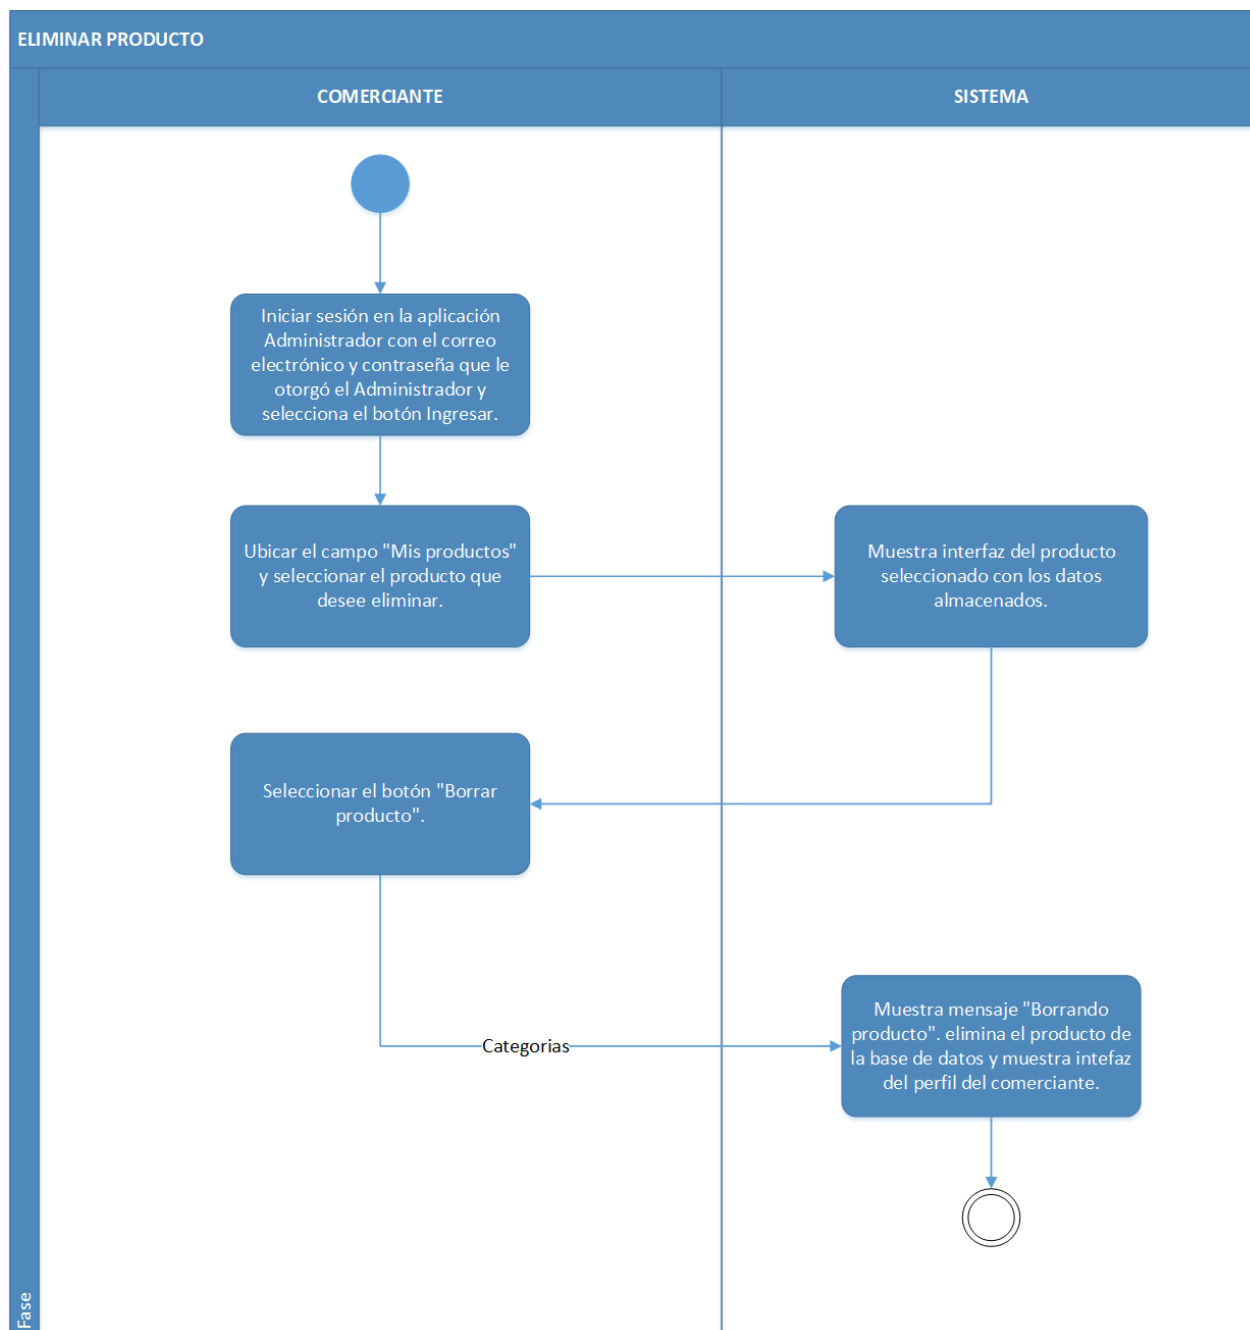 ELIMINAR PRODUCTO
COMERCIANTE
SISTEMA
Iniciar sesión en la aplicación
Administrador con el correo
electrónico y contraseña que le
otorgó el Administrador y
selecciona el botón Ingresar.
Ubicar el campo "Mis productos"
y seleccionar el producto que
desee eliminar.
Muestra interfaz del producto
seleccionado con los datos
almacenados.
Seleccionar el botón "Borrar
producto".
Categorias
Muestra mensaje "Borrando
producto". elimina el producto de
la base de datos y muestra intefaz
del perfil del comerciante.
Fase